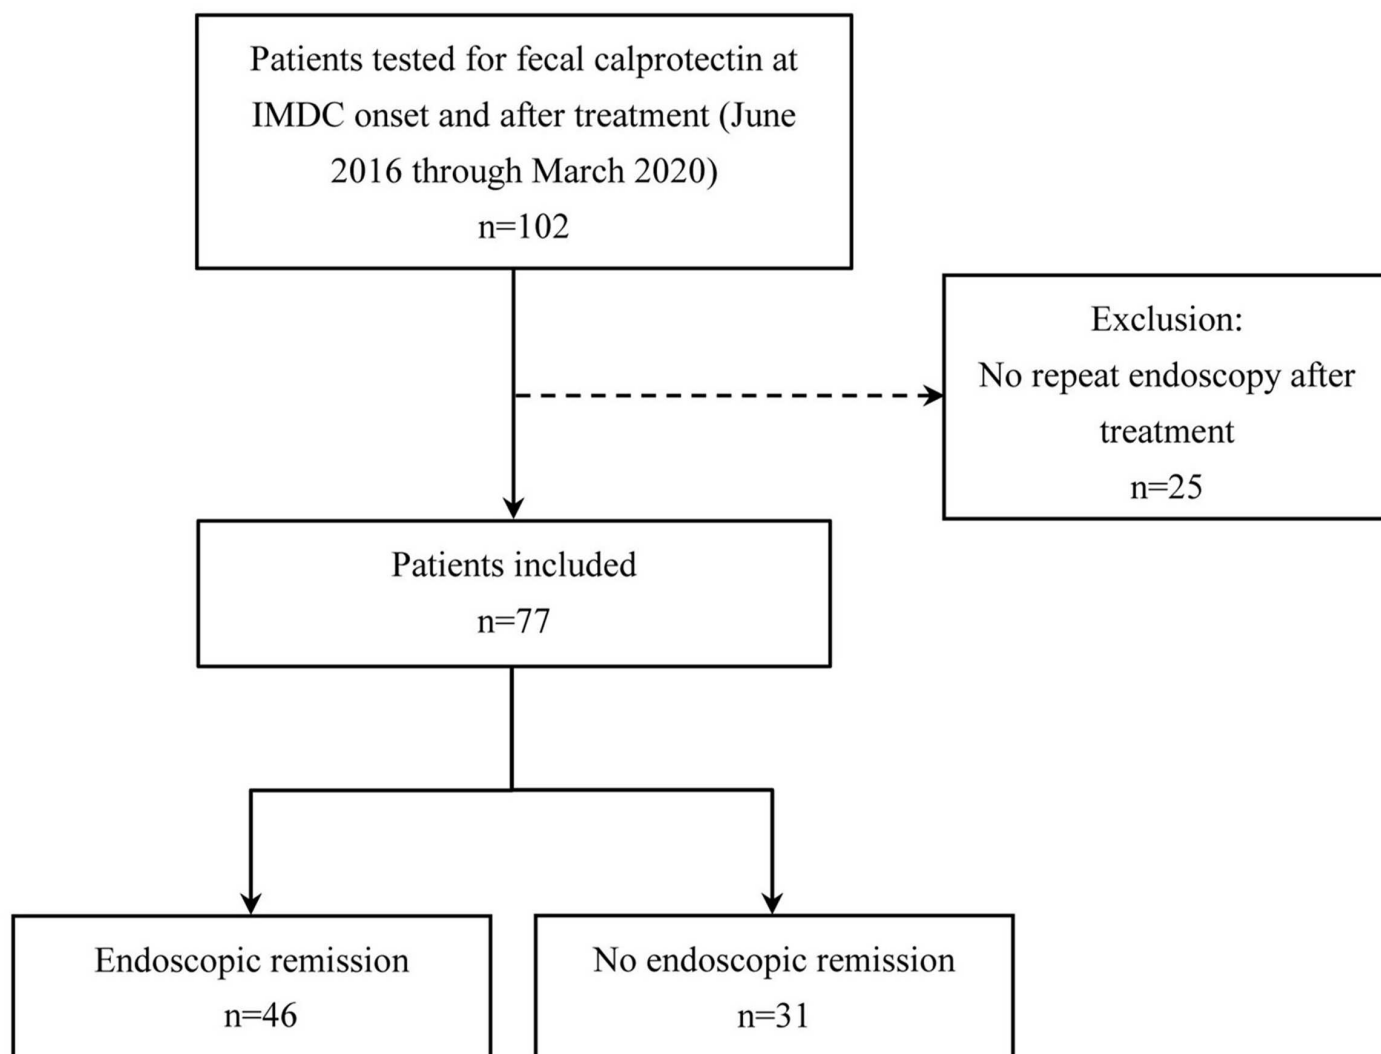 Patients tested for fecal calprotectin at
IMDC onset and after treatment (June
2016 through March 2020)
n=102
Exclusion:
No repeat endoscopy after
treatment
n=25
Patients included
n=77
Endoscopic remission
n=46
No endoscopic remission
n=31